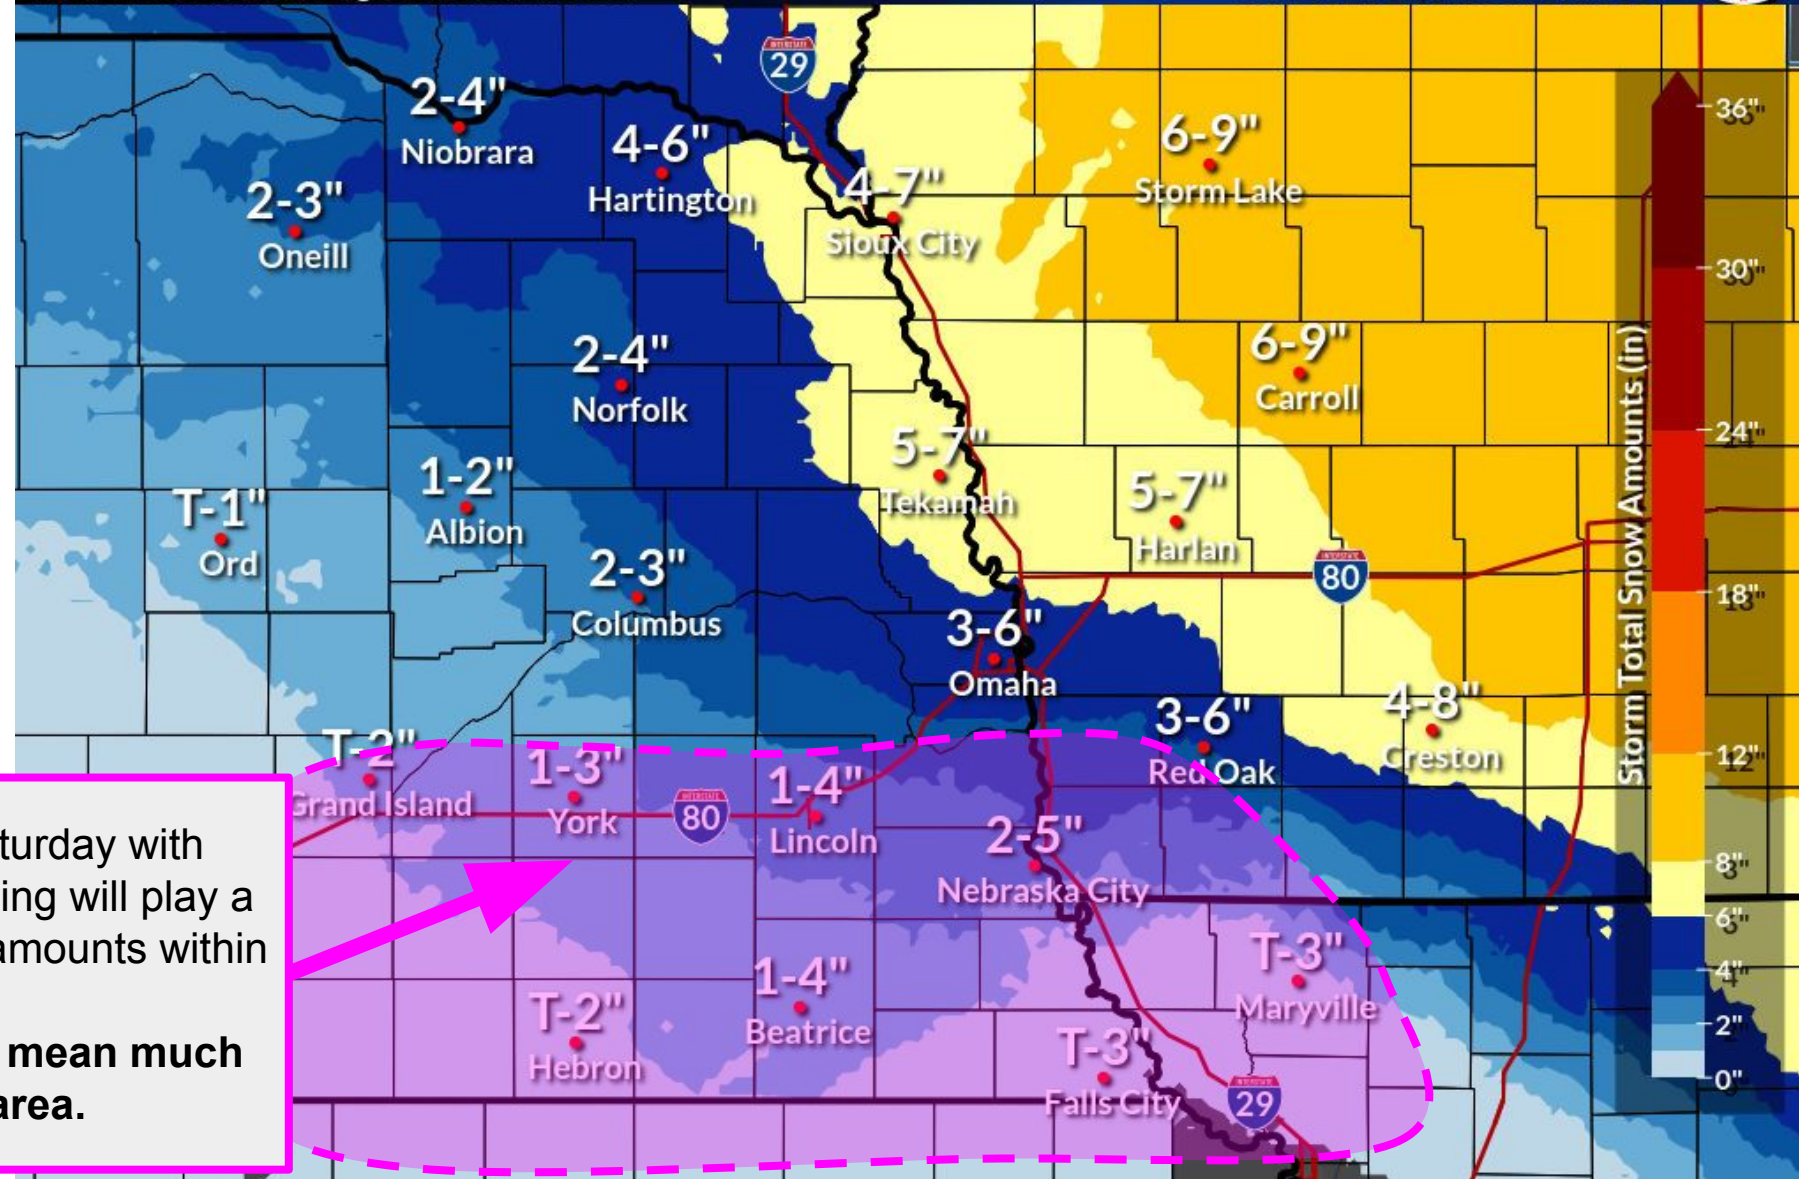 INTERSTATE
29
2-4"
Niobrara
4-6"
Hartington
6-9"
Storm Lake
2-3"
Oneill
4-7"
Sioux City
2-4"
Norfolk
6-9"
Carroll
5-7"
Tekamah
5-7"
Harlan
1-2"
Albion
T-1"
Ord
2-3"
Columbus
INTERSTATE
80
3-6"
Omaha
3-6"
Red Oak
4-8"
Creston
T-2"
Grand Island
1-3"
York
INTERSTATE
80
1-4"
Lincoln
2-5"
Nebraska City
T-2"
Hebron
1-4"
Beatrice
T-3"
Maryville
T-3"
Falls City
INTERSTATE
29
turday with
ing will play a
amounts within
mean much
area.
Storm Total Snow Amounts (in)
36"
30"
24"
18"
12"
8"
6"
4"
2"
0"